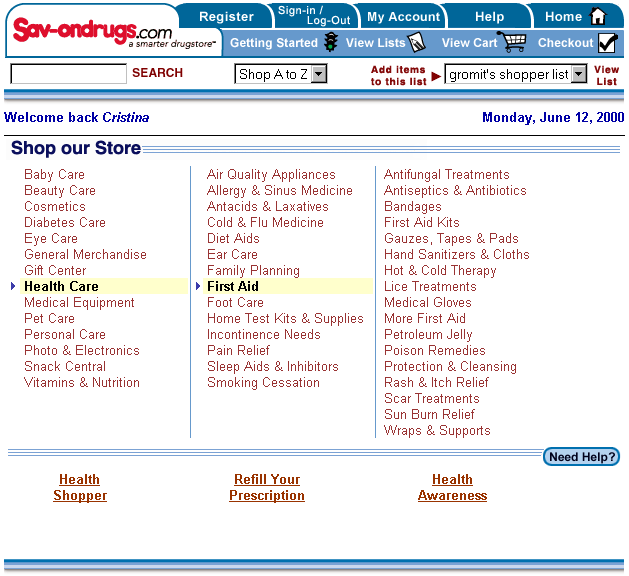 Sav-ondrugs.com
a smarter drugstore™
Register
Sign-in /
Log-Out
My Account
Help
Home
Getting Started
View Lists
View Cart
Checkout
SEARCH
Shop A to Z
Add items
to this list
gromit's shopper list
View
List
Welcome back Cristina
Monday, June 12, 2000
Shop our Store
Baby Care
Beauty Care
Cosmetics
Diabetes Care
Eye Care
General Merchandise
Gift Center
Health Care
Medical Equipment
Pet Care
Personal Care
Photo & Electronics
Snack Central
Vitamins & Nutrition
Air Quality Appliances
Allergy & Sinus Medicine
Antacids & Laxatives
Cold & Flu Medicine
Diet Aids
Ear Care
Family Planning
First Aid
Foot Care
Home Test Kits & Supplies
Incontinence Needs
Pain Relief
Sleep Aids & Inhibitors
Smoking Cessation
Antifungal Treatments
Antiseptics & Antibiotics
Bandages
First Aid Kits
Gauzes, Tapes & Pads
Hand Sanitizers & Cloths
Hot & Cold Therapy
Lice Treatments
Medical Gloves
More First Aid
Petroleum Jelly
Poison Remedies
Protection & Cleansing
Rash & Itch Relief
Scar Treatments
Sun Burn Relief
Wraps & Supports
Need Help?
Health
Shopper
Refill Your
Prescription
Health
Awareness